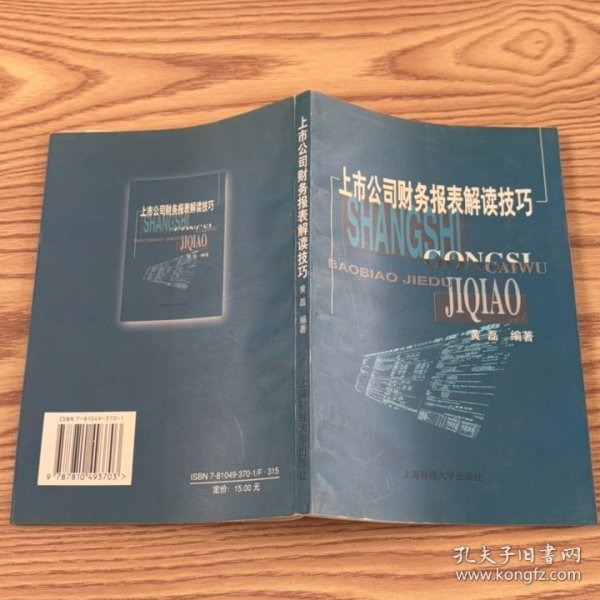 上市公司财务报表解读技巧
SHANGSHI
GONGSI
CAIWU
BAOBIAO JIEDU
JIQIAO
黄磊 编著
上海财经大学出版社
上市公司财务报表解读技巧
黄磊 编著
上海财经大学出版社
上市公司财务报表解读技巧
SHANGSHI
GONGSI
BAOBIAO JIEDU
JIQIAO
ISBN 7-81049-370-1
9 787810 493703 >
ISBN 7-81049-370-1/F·315
定价: 15.00 元
孔夫子旧书网
www.kongfz.com